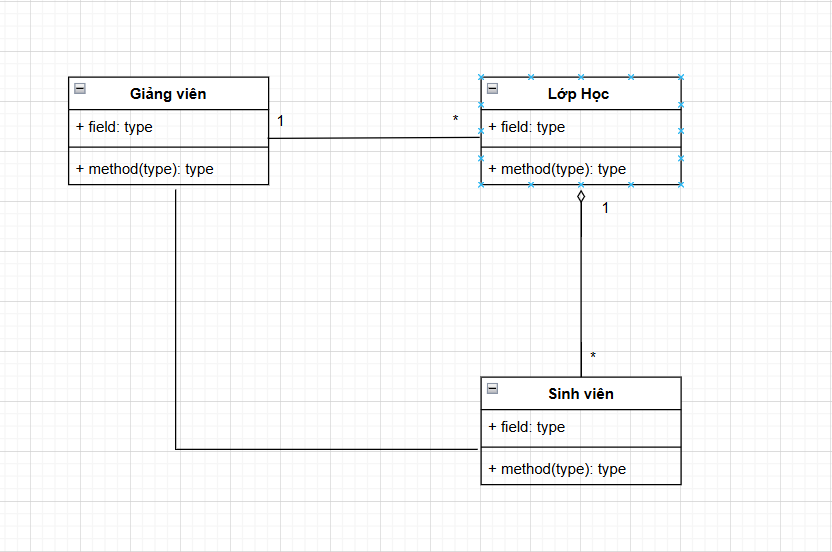 Giảng viên
+ field: type
+ method(type): type
1
*
Lớp Học
+ field: type
+ method(type): type
1
*
Sinh viên
+ field: type
+ method(type): type